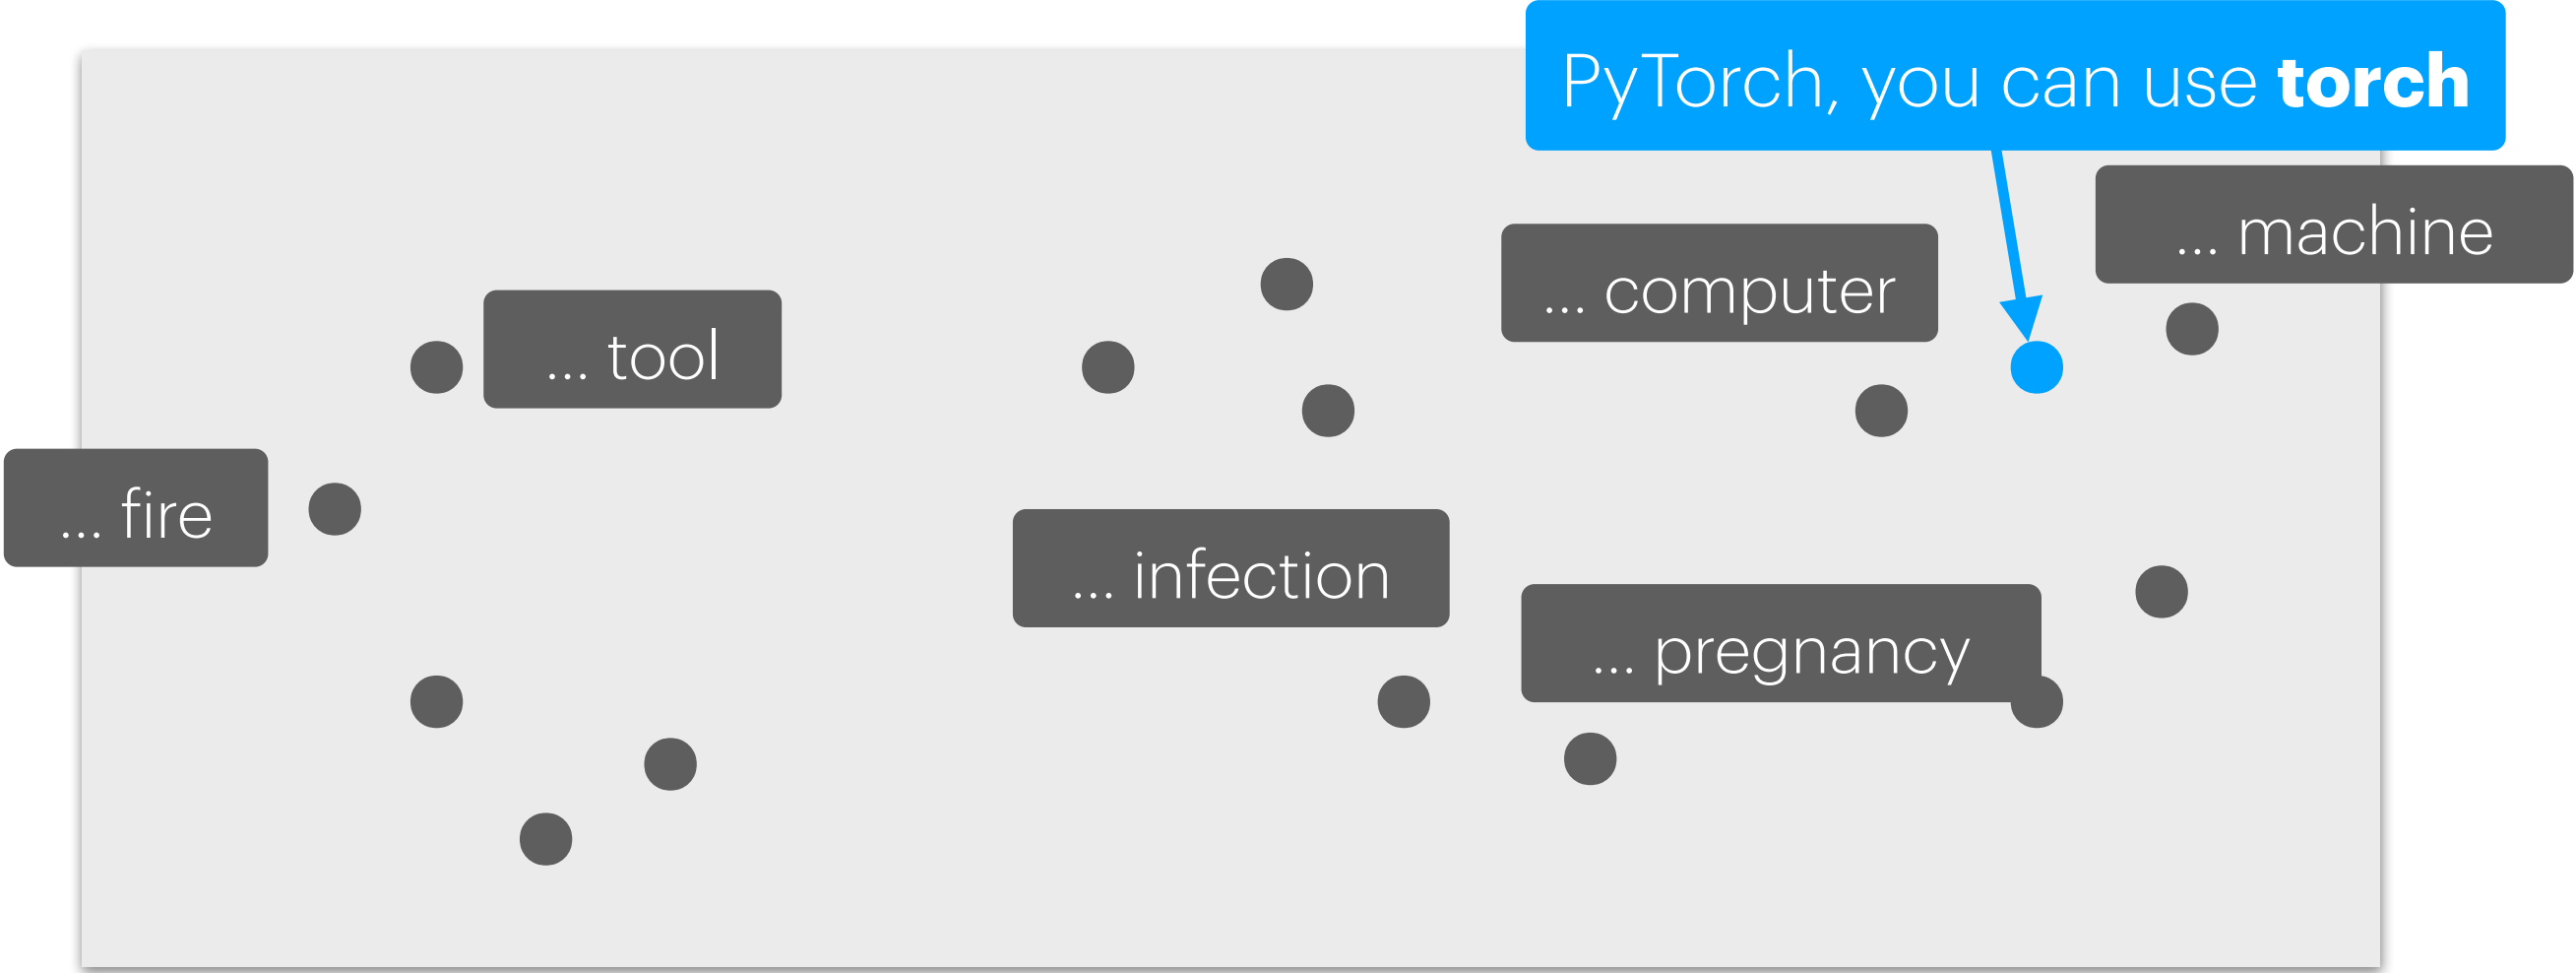 PyTorch, you can use torch
... machine
... computer
... tool
... fire
... infection
... pregnancy